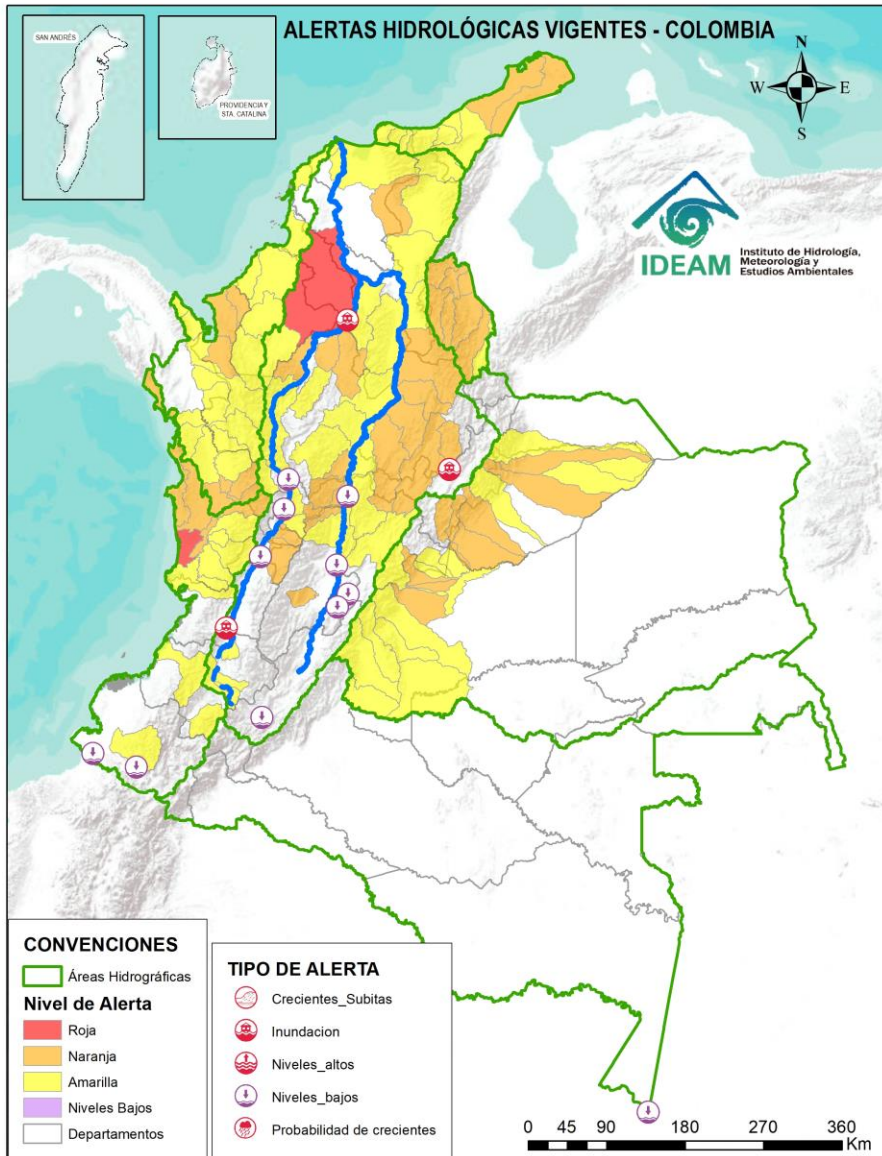 ALERTAS HIDROLÓGICAS VIGENTES - COLOMBIA
SAN ANDRÉS
PROVIDENCIA Y
STA. CATALINA
N
W
E
S
IDEAM
Instituto de Hidrología,
Meteorología y
Estudios Ambientales
CONVENCIONES
Áreas Hidrográficas
Nivel de Alerta
Roja
Naranja
Amarilla
Niveles Bajos
Departamentos
TIPO DE ALERTA
Crecientes_Subitas
Inundacion
Niveles_altos
Niveles_bajos
Probabilidad de crecientes
0 45 90 180 270 360
Km